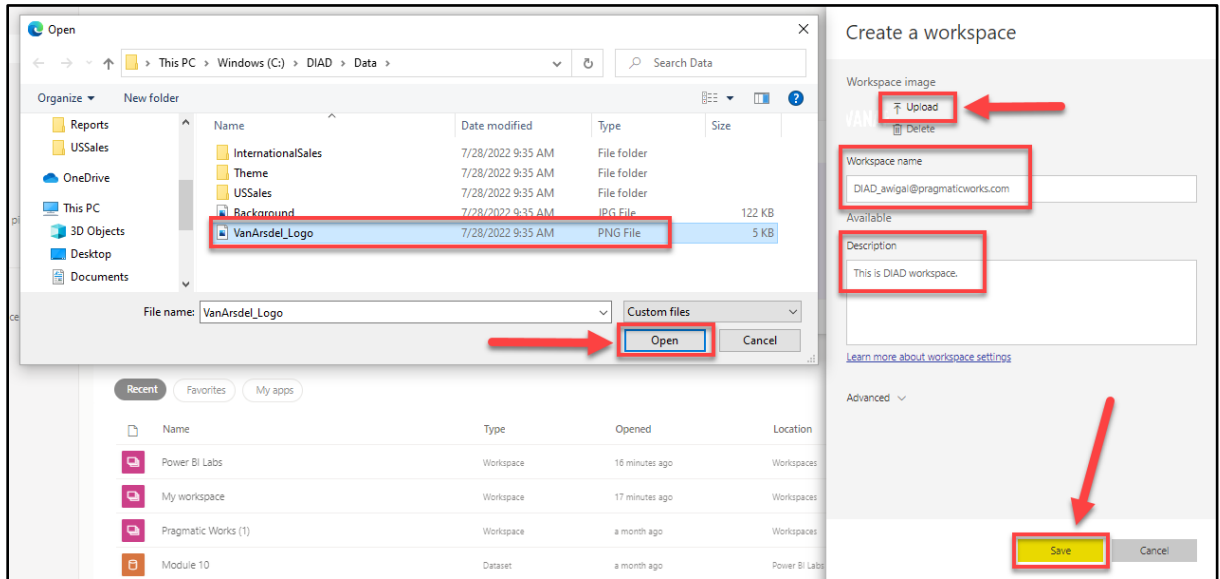 Open
This PC > Windows (C:) > DIAD > Data >
Search Data
Organize
New folder
Reports
USSales
OneDrive
This PC
3D Objects
Desktop
Documents
Name Date modified Type Size
InternationalSales 7/28/2022 9:35 AM File folder
Theme 7/28/2022 9:35 AM File folder
USSales 7/28/2022 9:35 AM File folder
Background 7/28/2022 9:35 AM JPG File 122 KB
VanArsdel_Logo 7/28/2022 9:35 AM PNG File 5 KB
File name: VanArsdel_Logo
Custom files
Open Cancel
Recent Favorites My apps
Name Type Opened Location
Power BI Labs Workspace 16 minutes ago Workspaces
My workspace Workspace 17 minutes ago Workspaces
Pragmatic Works (1) Workspace a month ago Workspaces
Module 10 Dataset a month ago Power BI Labs
Create a workspace
Workspace image
VAN
Upload
Delete
Workspace name
DIAD_awigal@pragmaticworks.com
Available
Description
This is DIAD workspace.
Learn more about workspace settings
Advanced
Save Cancel